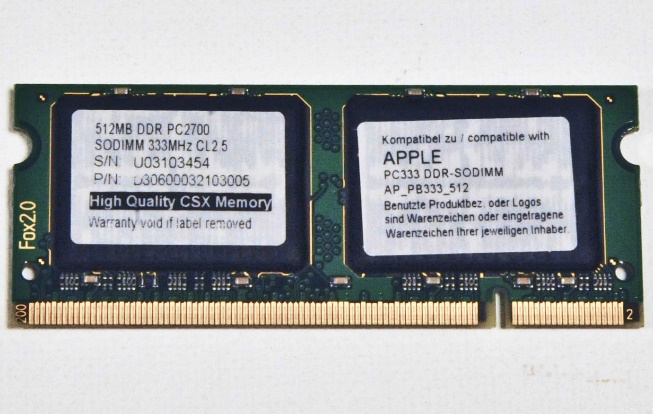 512MB DDR PC2700
SODIMM 333MHz CL2 5
S/N: U03103454
P/N: D30600032103005
High Quality CSX Memory
Warranty void if label removed
Kompatibel zu / compatible with
APPLE
PC333 DDR-SODIMM
AP_PB333_512
Benutzte Produktbez. oder Logos
sind Warenzeichen oder eingetragene
Warenzeichen Ihrer jeweiligen Inhaber.
Fox2.0
200
2